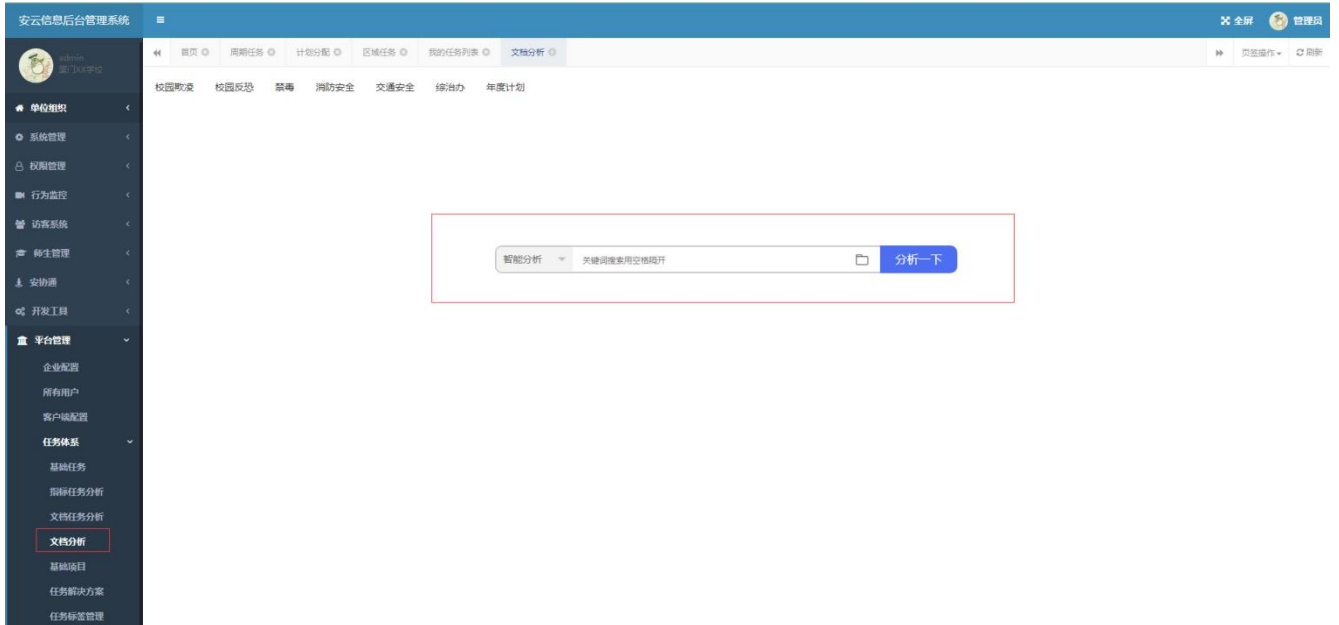 安云信息后台管理系统
全屏
管理员
admin
厦门XX学校
首页
周期任务
计划分配
区域任务
我的任务列表
文档分析
页签操作
刷新
校园欺凌
校园反恐
禁毒
消防安全
交通安全
综治办
年度计划
单位组织
系统管理
权限管理
行为监控
访客系统
师生管理
安协通
开发工具
平台管理
企业配置
所有用户
客户端配置
任务体系
基础任务
指标任务分析
文档任务分析
文档分析
基础项目
任务解决方案
任务标签管理
智能分析
关键词搜索用空格隔开
分析一下